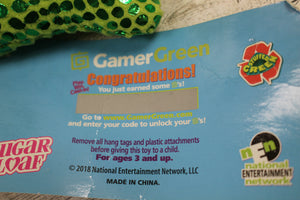 GamerGreen
Congratulations!
You just earned some G's!
Go to www.GamerGreen.com
and enter your code to unlock your G's!
Remove all hang tags and plastic attachments
before giving this toy to a child.
For ages 3 and up.
© 2018 National Entertainment Network, LLC
MADE IN CHINA.
SUGAR
LOAF
nen
national
ENTERTAINMENT
network